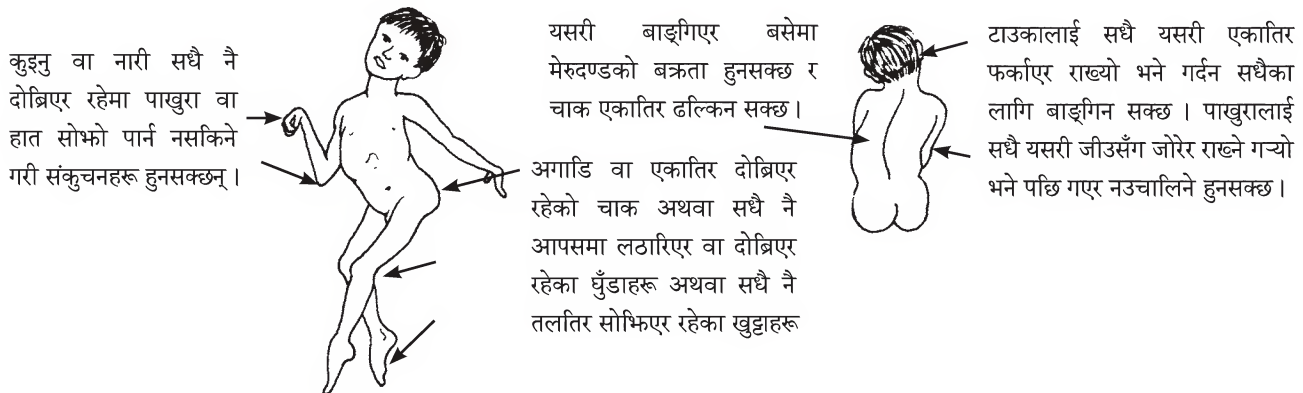 कुइनु वा नारी सधै नै
दोब्रिएर रहेमा पाखुरा वा
हात सोझो पार्न नसकिने
गरी संकुचनहरू हुनसक्छन् ।
यसरी बाङ्गिएर बसेमा
मेरुदण्डको बक्रता हुनसक्छ र
चाक एकातिर ढल्किन सक्छ ।
अगाडि वा एकातिर दोब्रिएर
रहेको चाक अथवा सधै नै
आपसमा लठारिएर वा दोब्रिएर
रहेका घुँडाहरू अथवा सधै नै
तलतिर सोझिएर रहेका खुट्टाहरू
टाउकालाई सधै यसरी एकातिर
फर्काएर राख्यो भने गर्दन सधैका
लागि बाङ्गिन सक्छ । पाखुरालाई
सधै यसरी जीउसँग जोरेर राख्ने गर्‍यो
भने पछि गएर नउचालिने हुनसक्छ ।